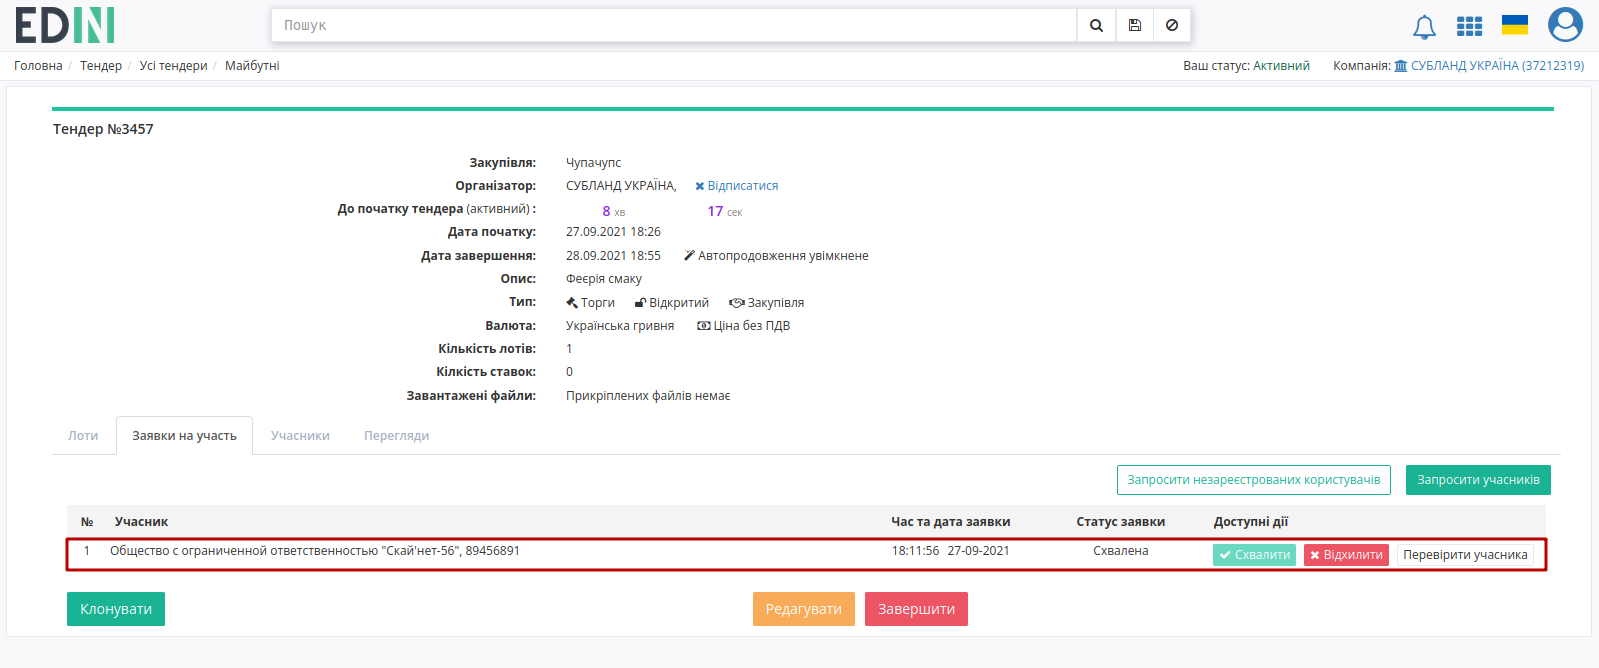 EDIN
Пошук
Головна / Тендер / Усі тендери / Майбутні
Ваш статус: Активний Компанія: СУБЛАНД УКРАЇНА (37212319)
Тендер №3457
Закупівля: Чупачупс
Організатор: СУБЛАНД УКРАЇНА, Відписатися
До початку тендера (активний) : 8 хв 17 сек
Дата початку: 27.09.2021 18:26
Дата завершення: 28.09.2021 18:55 Автопродовження увімкнене
Опис: Феєрія смаку
Тип: Торги Відкритий Закупівля
Валюта: Українська гривня Ціна без ПДВ
Кількість лотів: 1
Кілкість ставок: 0
Завантажені файли: Прикріплених файлів немає
Лоти Заявки на участь Учасники Перегляди
Запросити незареєстрованих користувачів Запросити учасників
№ Учасник Час та дата заявки Статус заявки Доступні дії
1 Общество с ограниченной ответственностью "Скай'нет-56", 89456891 18:11:56 27-09-2021 Схвалена Схвалити Відхилити Перевірити учасника
Клонувати Редагувати Завершити